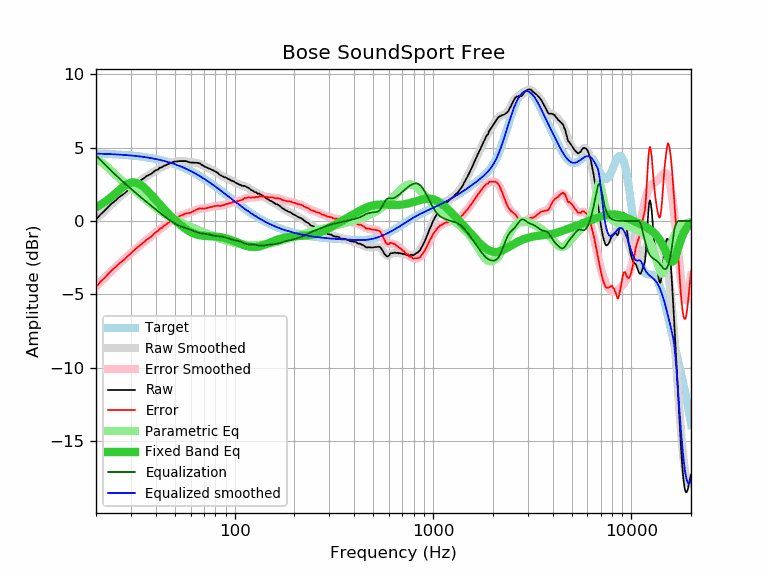 Bose SoundSport Free
10
5
0
−5
−10
−15
Amplitude (dBr)
Target
Raw Smoothed
Error Smoothed
Raw
Error
Parametric Eq
Fixed Band Eq
Equalization
Equalized smoothed
100
1000
10000
Frequency (Hz)